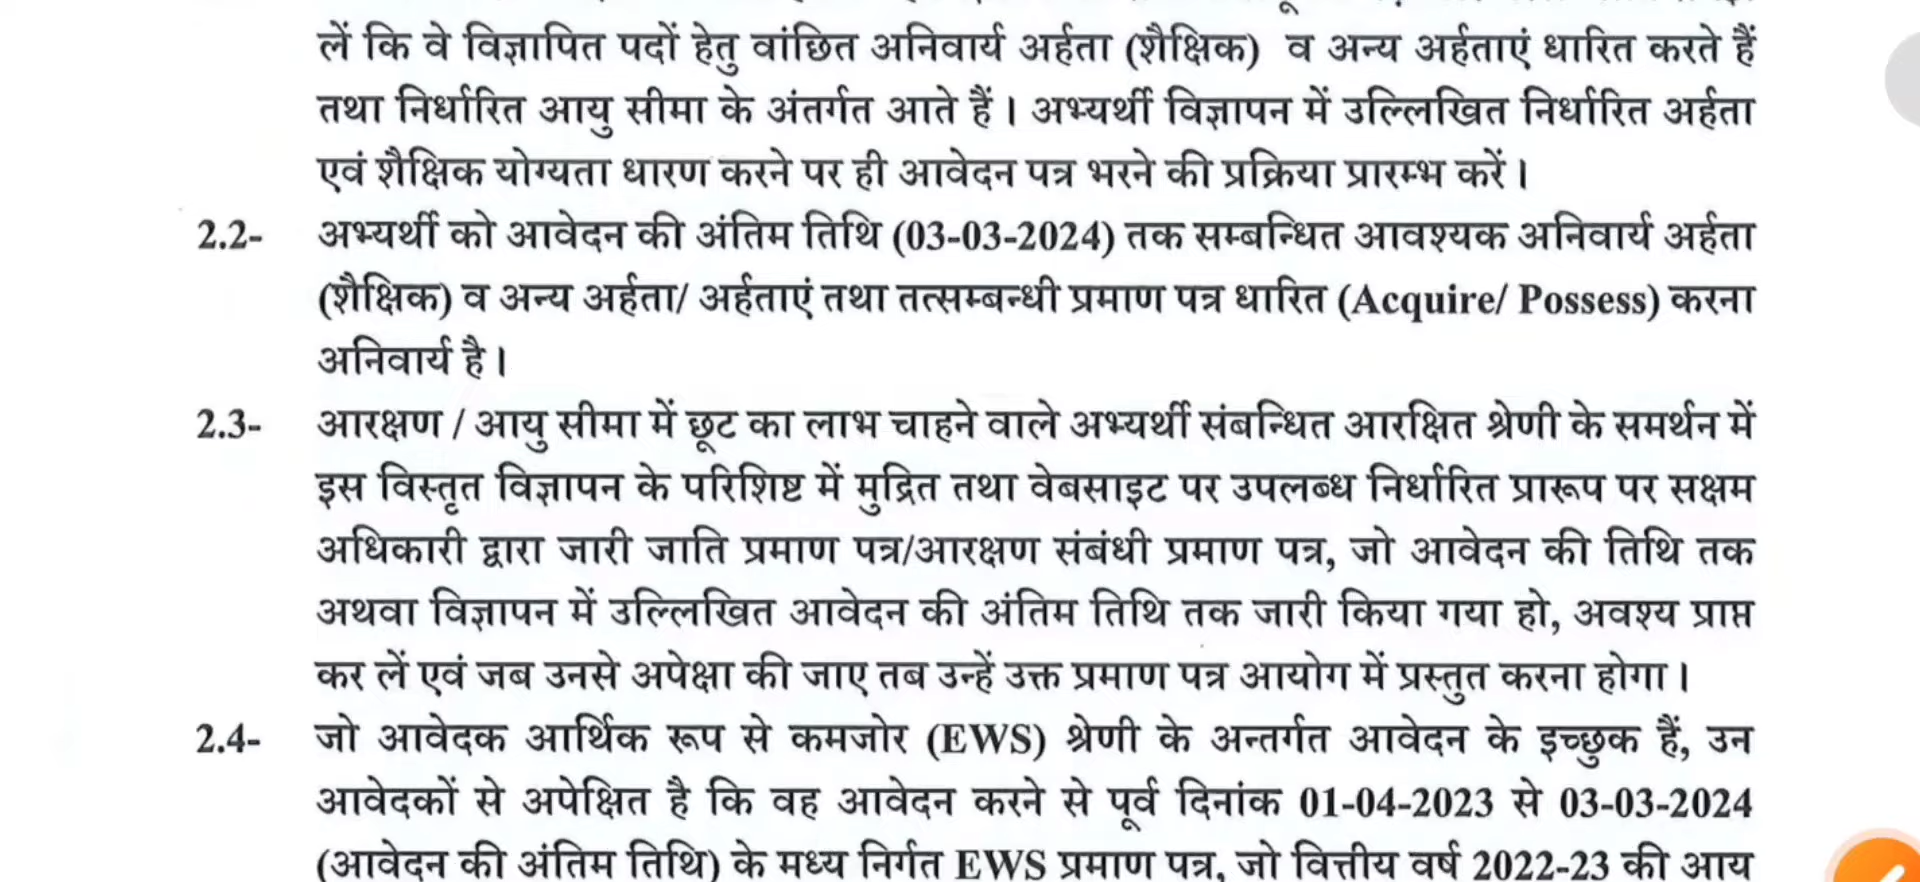 लें कि वे विज्ञापित पदों हेतु वांछित अनिवार्य अर्हता (शैक्षिक) व अन्य अर्हताएं धारित करते हैं
तथा निर्धारित आयु सीमा के अंतर्गत आते हैं। अभ्यर्थी विज्ञापन में उल्लिखित निर्धारित अर्हता
एवं शैक्षिक योग्यता धारण करने पर ही आवेदन पत्र भरने की प्रक्रिया प्रारम्भ करें।
2.2- अभ्यर्थी को आवेदन की अंतिम तिथि (03-03-2024) तक सम्बन्धित आवश्यक अनिवार्य अर्हता
(शैक्षिक) व अन्य अर्हता/ अर्हताएं तथा तत्सम्बन्धी प्रमाण पत्र धारित (Acquire/ Possess) करना
अनिवार्य है।
2.3- आरक्षण / आयु सीमा में छूट का लाभ चाहने वाले अभ्यर्थी संबन्धित आरक्षित श्रेणी के समर्थन में
इस विस्तृत विज्ञापन के परिशिष्ट में मुद्रित तथा वेबसाइट पर उपलब्ध निर्धारित प्रारूप पर सक्षम
अधिकारी द्वारा जारी जाति प्रमाण पत्र/आरक्षण संबंधी प्रमाण पत्र, जो आवेदन की तिथि तक
अथवा विज्ञापन में उल्लिखित आवेदन की अंतिम तिथि तक जारी किया गया हो, अवश्य प्राप्त
कर लें एवं जब उनसे अपेक्षा की जाए तब उन्हें उक्त प्रमाण पत्र आयोग में प्रस्तुत करना होगा।
2.4- जो आवेदक आर्थिक रूप से कमजोर (EWS) श्रेणी के अन्तर्गत आवेदन के इच्छुक हैं, उन
आवेदकों से अपेक्षित है कि वह आवेदन करने से पूर्व दिनांक 01-04-2023 से 03-03-2024
(आवेदन की अंतिम तिथि) के मध्य निर्गत EWS प्रमाण पत्र, जो वित्तीय वर्ष 2022-23 की आय